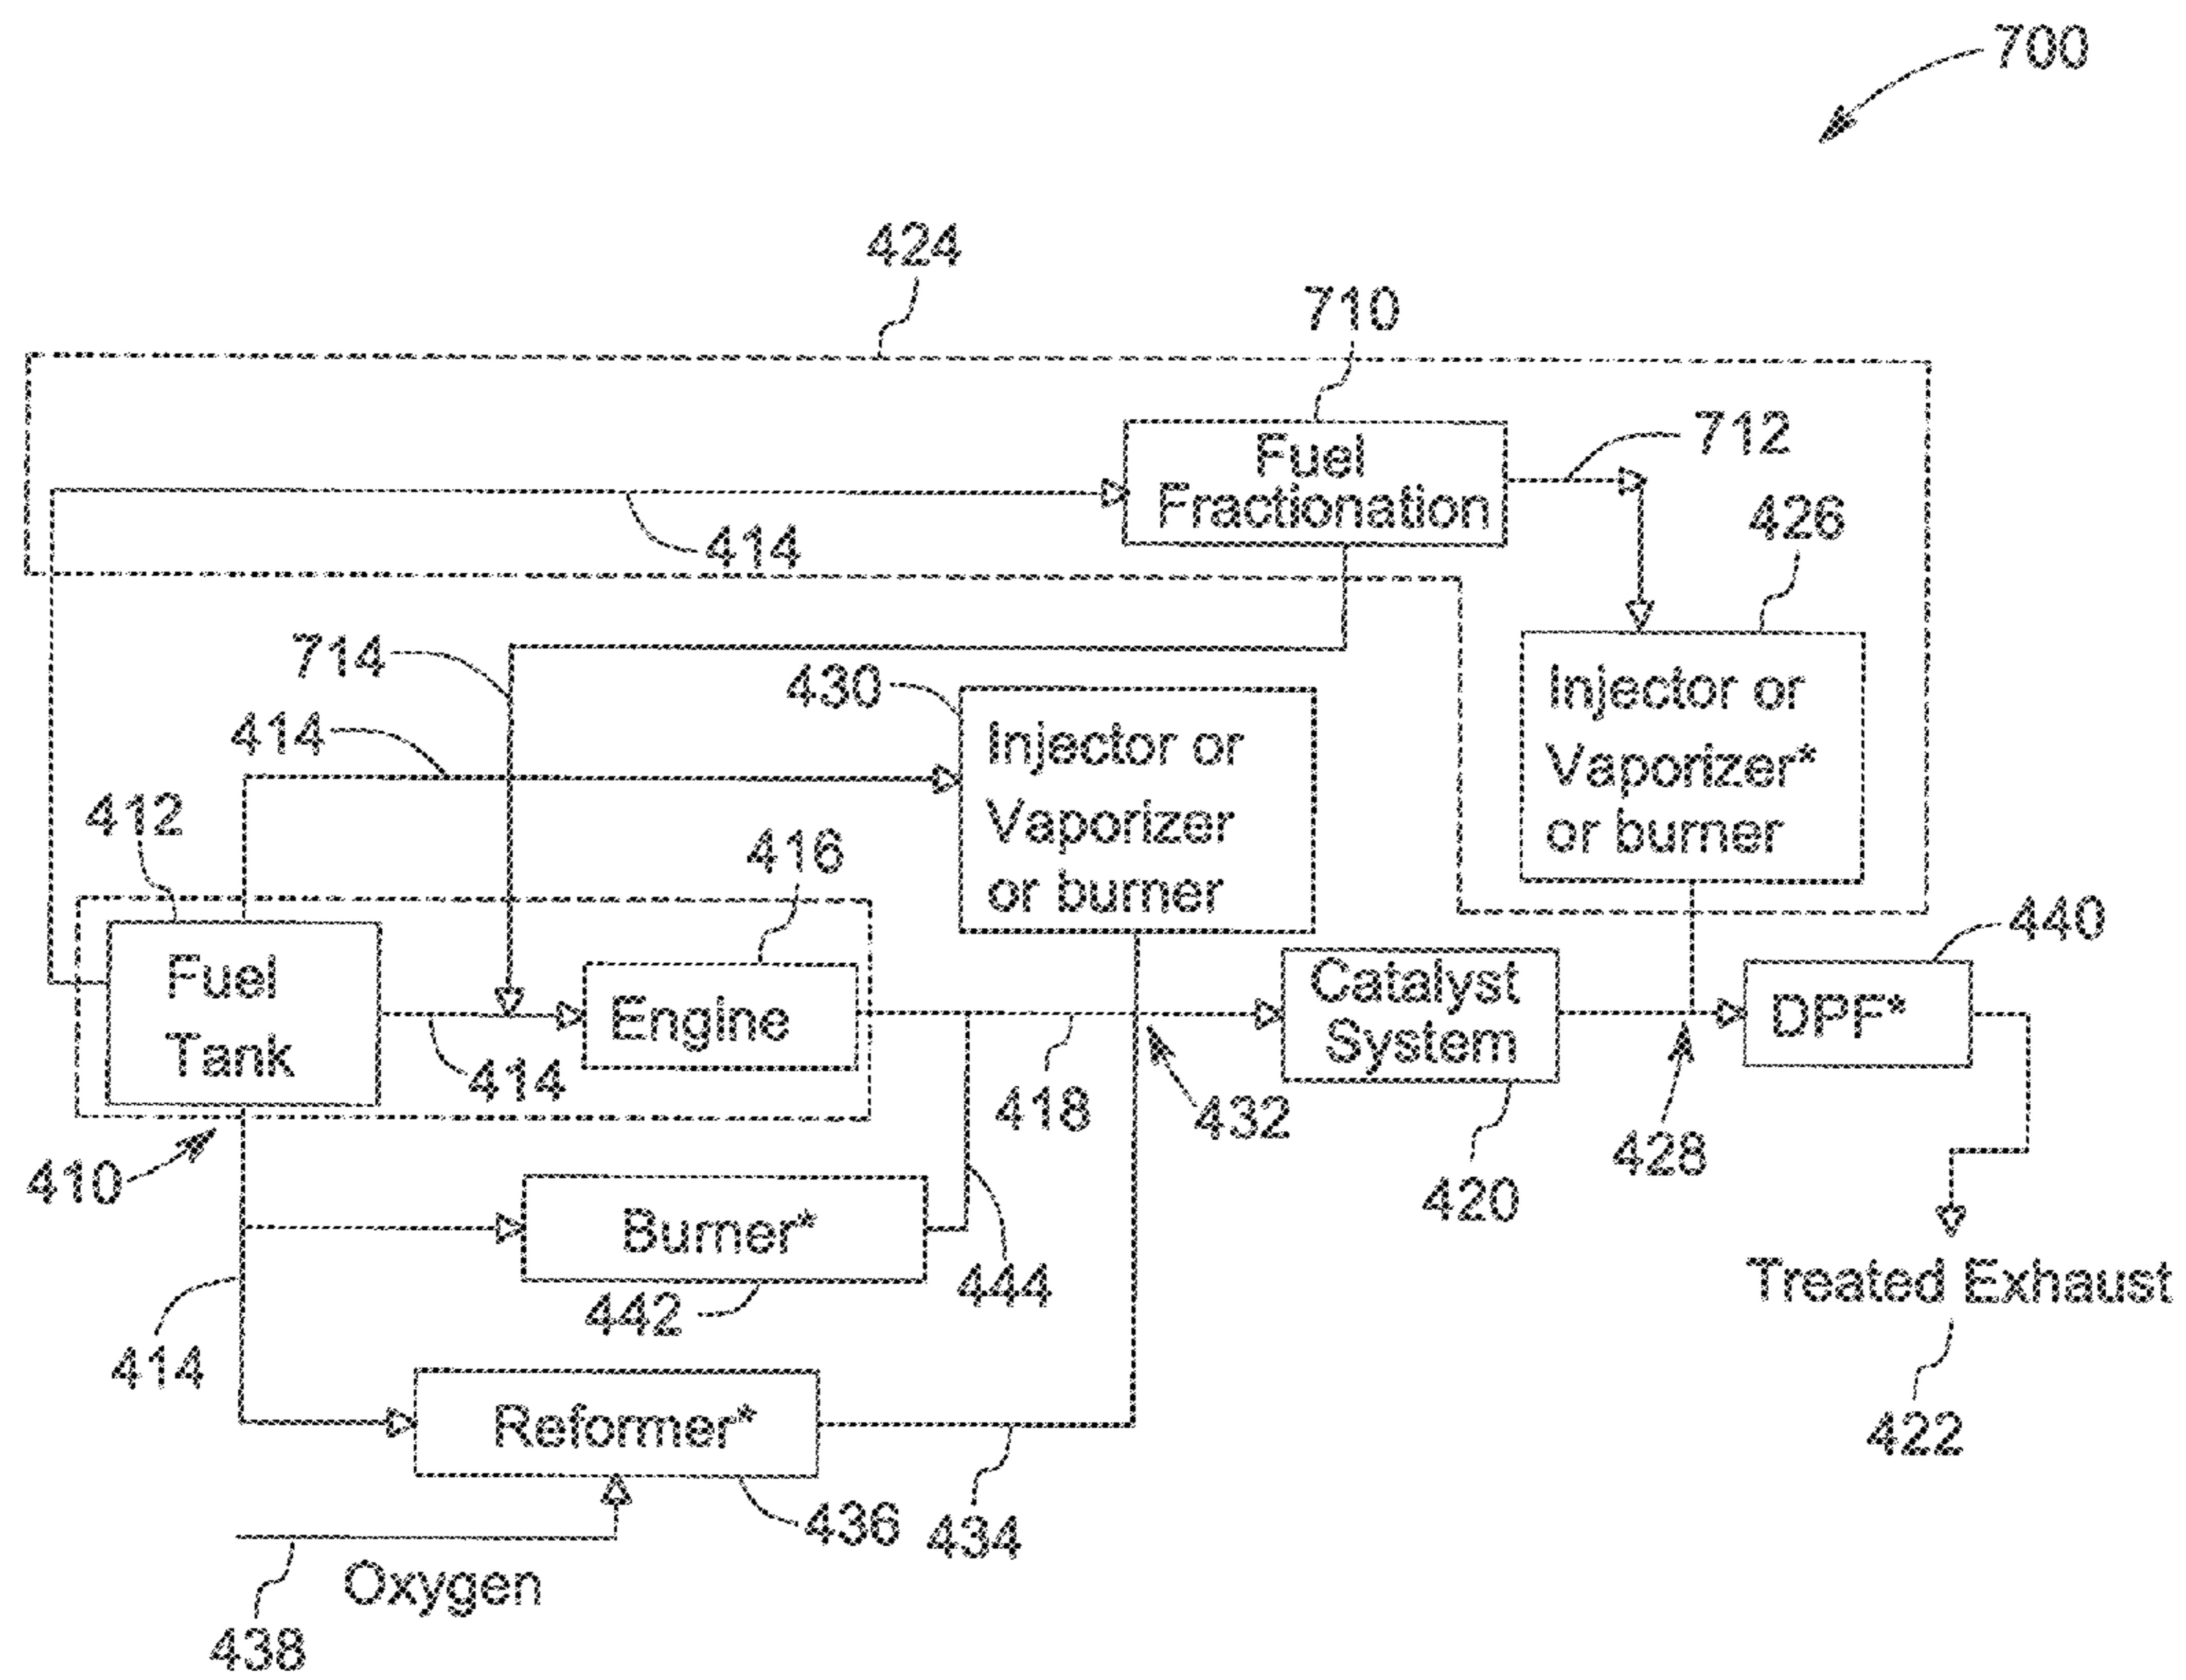 700
424
710
Fuel
Fractionation
712
426
414
714
430
Injector or
Vaporizer*
or burner
414
Injector or
Vaporizer
or burner
412
416
440
Fuel
Tank
Engine
Catalyst
System
DPF*
414
418
432
428
410
420
Burner*
444
442
Treated Exhaust
414
Reformer*
422
436
434
Oxygen
438